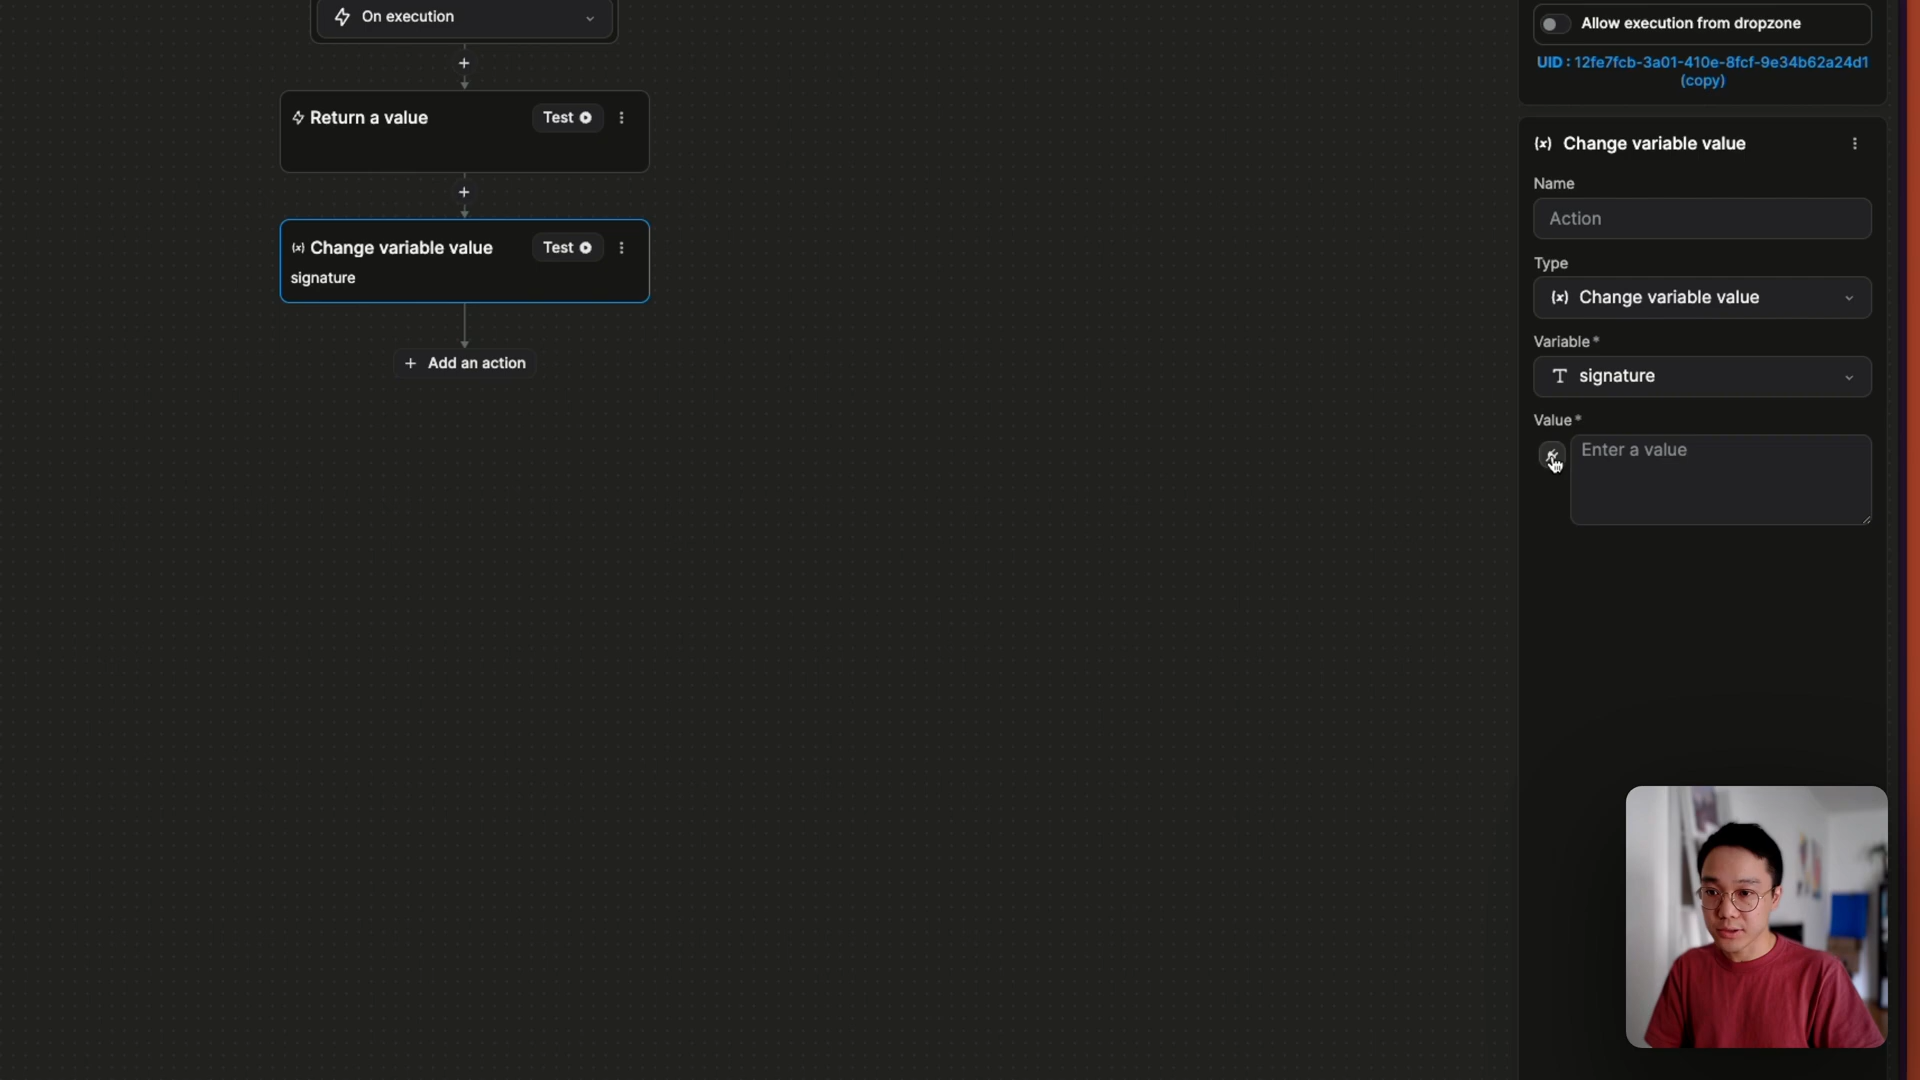 On execution
Return a value
Test
Change variable value
Test
signature
Add an action
Allow execution from dropzone
UID : 12fe7fcb-3a01-410e-8fcf-9e34b62a24d1
(copy)
(x) Change variable value
Name
Action
Type
(x) Change variable value
Variable*
signature
Value*
Enter a value